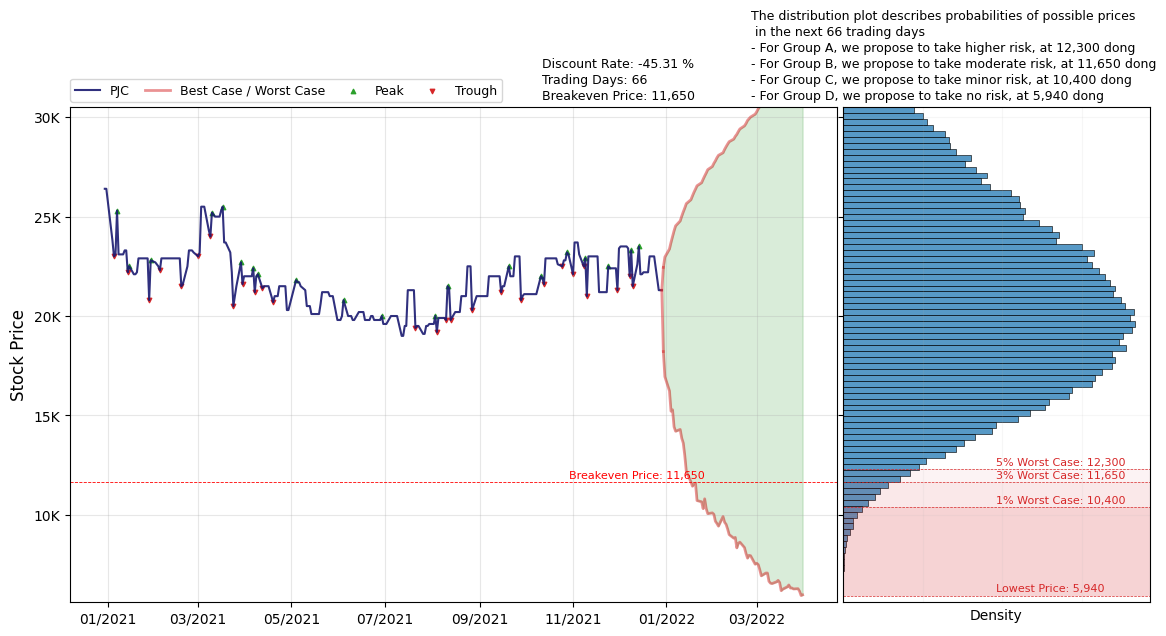 The distribution plot describes probabilities of possible prices
in the next 66 trading days
- For Group A, we propose to take higher risk, at 12,300 dong
- For Group B, we propose to take moderate risk, at 11,650 dong
- For Group C, we propose to take minor risk, at 10,400 dong
- For Group D, we propose to take no risk, at 5,940 dong
Discount Rate: -45.31 %
Trading Days: 66
Breakeven Price: 11,650
PJC
Best Case / Worst Case
Peak
Trough
Stock Price
30K
25K
20K
15K
10K
Breakeven Price: 11,650
5% Worst Case: 12,300
3% Worst Case: 11,650
1% Worst Case: 10,400
Lowest Price: 5,940
01/2021
03/2021
05/2021
07/2021
09/2021
11/2021
01/2022
03/2022
Density